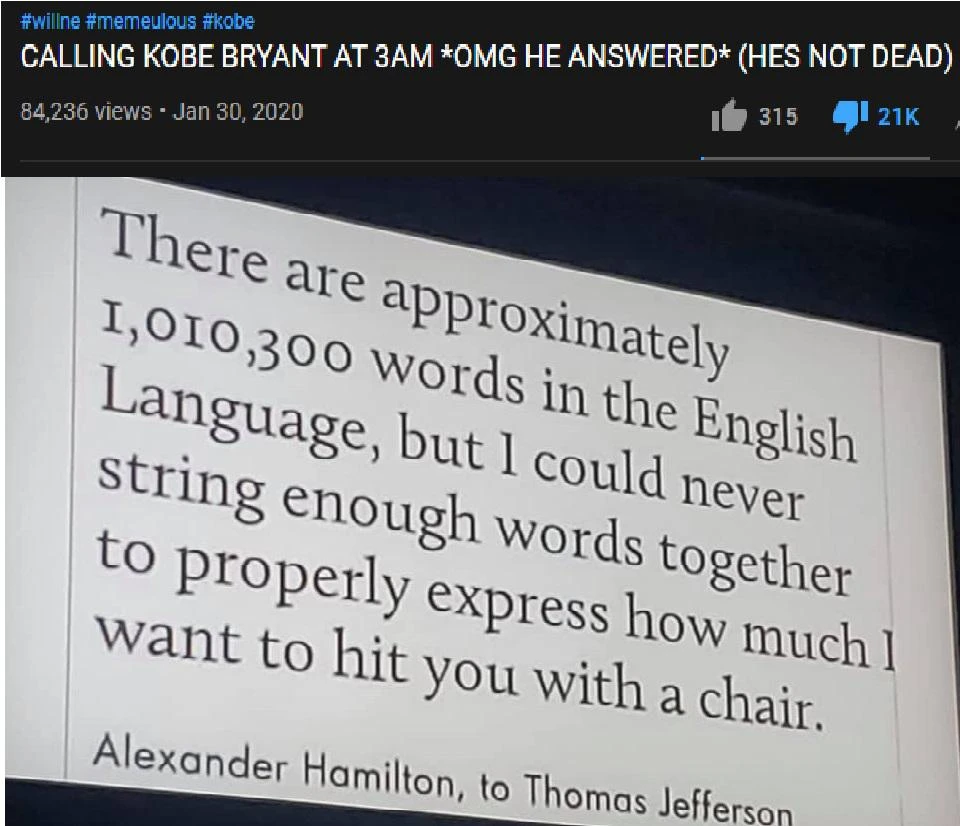 #willne #memeulous #kobe
CALLING KOBE BRYANT AT 3AM *OMG HE ANSWERED* (HES NOT DEAD)
84,236 views • Jan 30, 2020
315
21K
There are approximately
1,010,300 words in the English
Language, but I could never
string enough words together
to properly express how much I
want to hit you with a chair.
Alexander Hamilton, to Thomas Jefferson